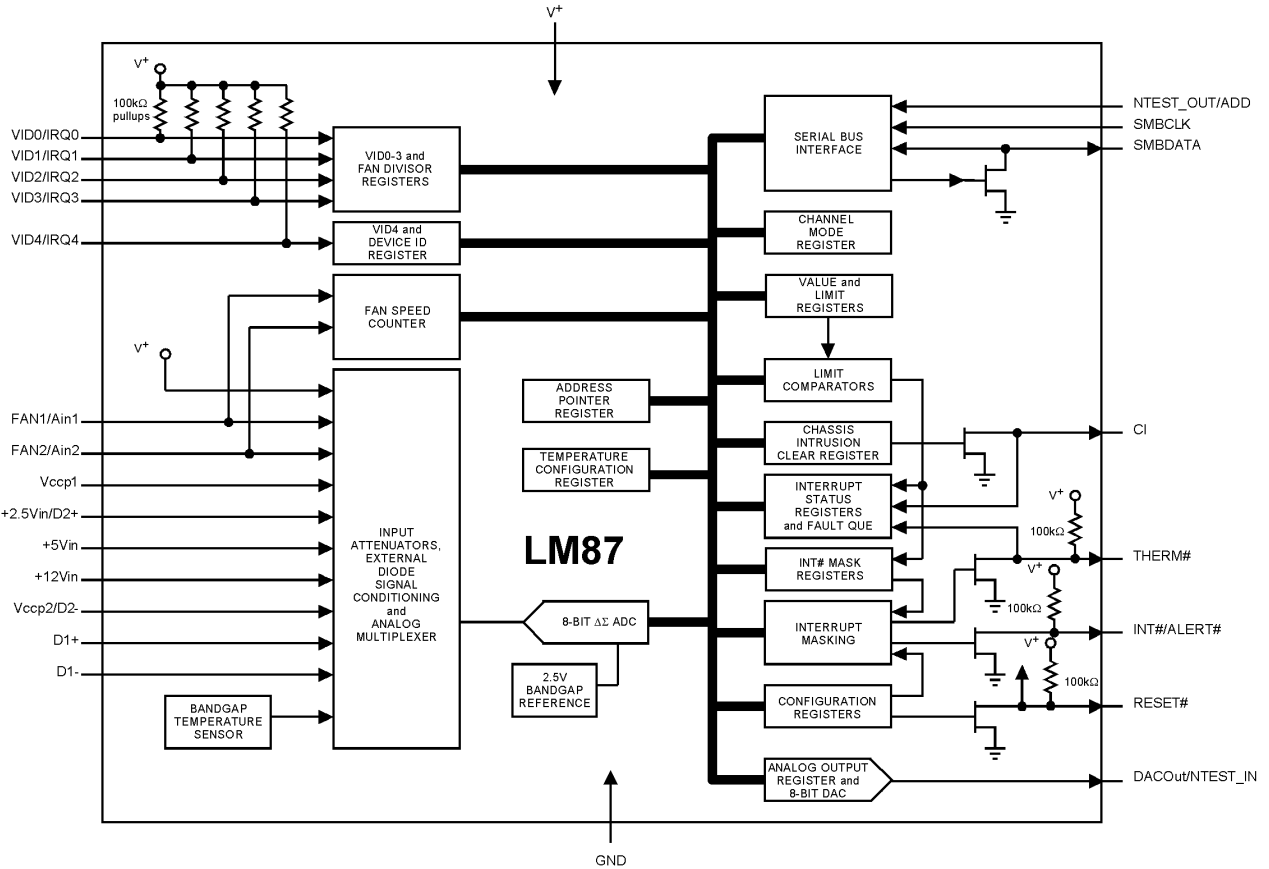 V+
V+
100kΩ
pullups
VID0/IRQ0
VID1/IRQ1
VID2/IRQ2
VID3/IRQ3
VID4/IRQ4
VID0-3 and
FAN DIVISOR
REGISTERS
VID4 and
DEVICE ID
REGISTER
FAN SPEED
COUNTER
V+
FAN1/Ain1
FAN2/Ain2
Vccp1
+2.5Vin/D2+
+5Vin
+12Vin
Vccp2/D2-
D1+
D1-
INPUT
ATTENUATORS,
EXTERNAL
DIODE
SIGNAL
CONDITIONING
and
ANALOG
MULTIPLEXER
BANDGAP
TEMPERATURE
SENSOR
ADDRESS
POINTER
REGISTER
TEMPERATURE
CONFIGURATION
REGISTER
LM87
8-BIT ΔΣ ADC
2.5V
BANDGAP
REFERENCE
GND
SERIAL BUS
INTERFACE
CHANNEL
MODE
REGISTER
VALUE and
LIMIT
REGISTERS
LIMIT
COMPARATORS
CHASSIS
INTRUSION
CLEAR REGISTER
INTERRUPT
STATUS
REGISTERS
and FAULT QUE
INT# MASK
REGISTERS
INTERRUPT
MASKING
CONFIGURATION
REGISTERS
ANALOG OUTPUT
REGISTER and
8-BIT DAC
NTEST_OUT/ADD
SMBCLK
SMBDATA
CI
V+
100kΩ
THERM#
V+
100kΩ
INT#/ALERT#
V+
100kΩ
RESET#
DACOut/NTEST_IN